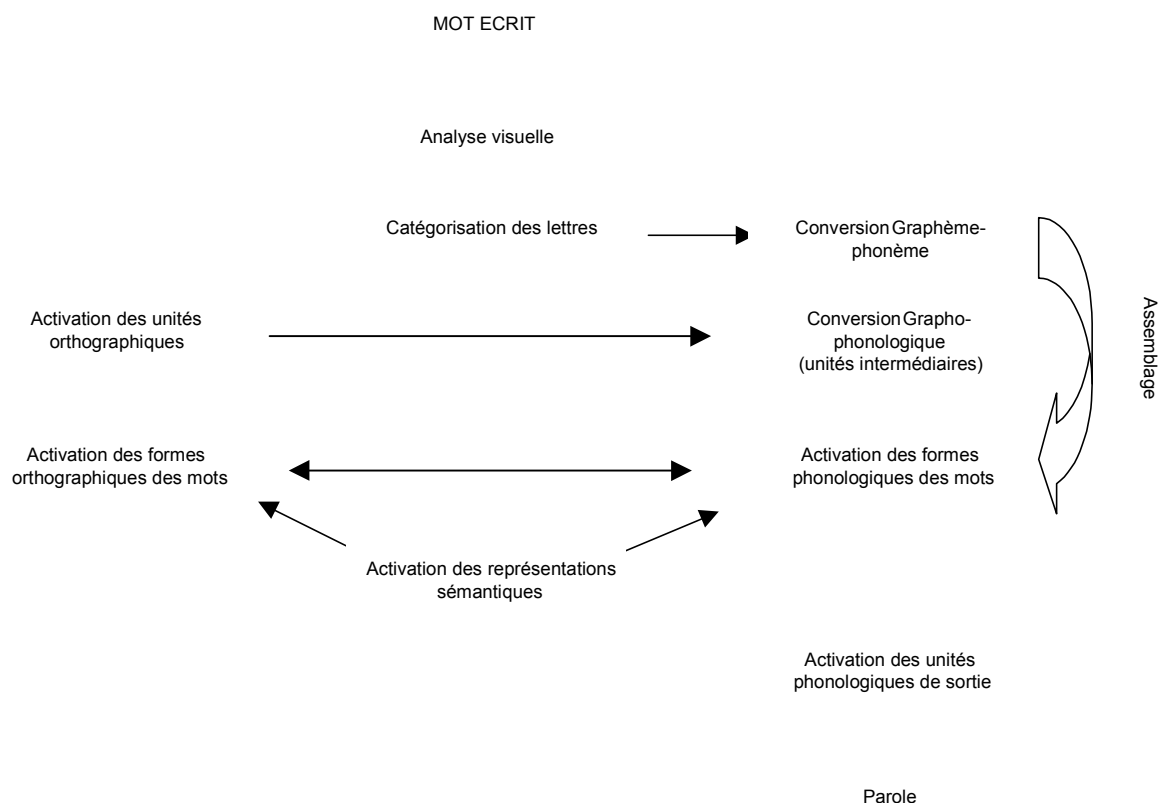 MOT ECRIT
Analyse visuelle
Catégorisation des lettres
Conversion Graphème-
phonème
Activation des unités
orthographiques
Conversion Grapho-
phonologique
(unités intermédiaires)
Assemblage
Activation des formes
orthographiques des mots
Activation des formes
phonologiques des mots
Activation des représentations
sémantiques
Activation des unités
phonologiques de sortie
Parole